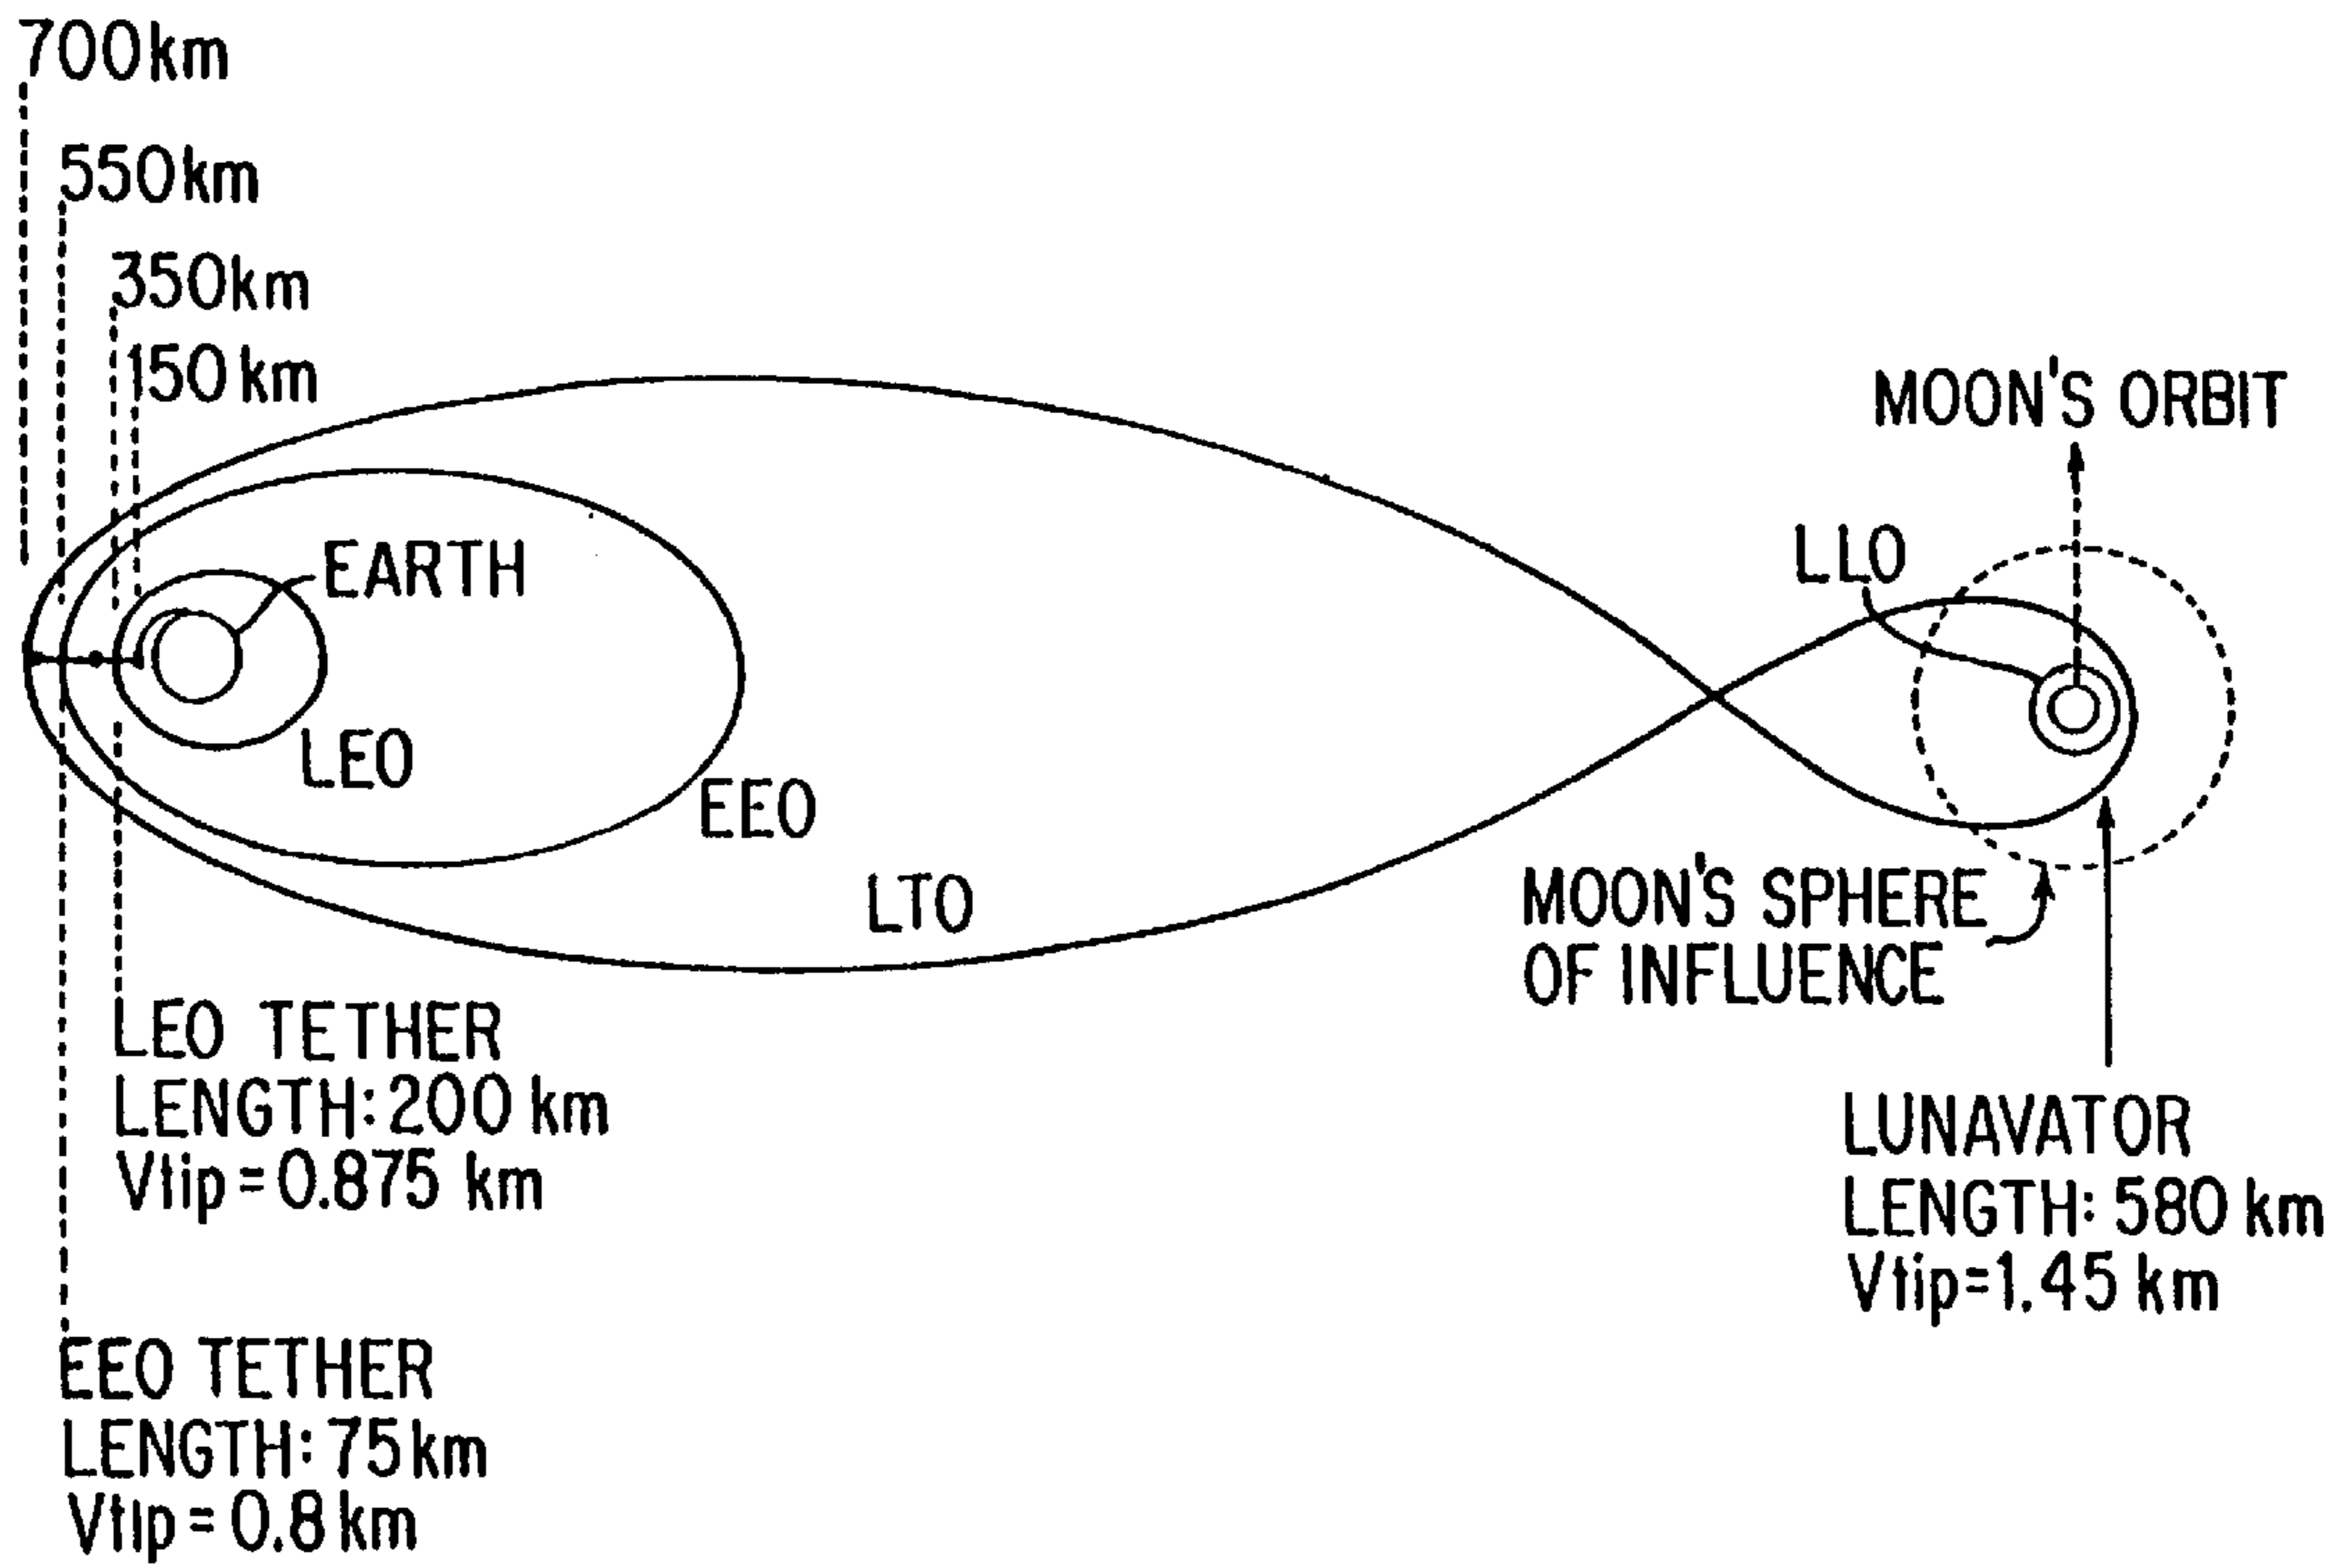 700km
550km
350km
150km
MOON'S ORBIT
LLO
EARTH
LEO
EEO
LTO
MOON'S SPHERE
OF INFLUENCE
LEO TETHER
LENGTH: 200 km
Vtip = 0.875 km
LUNAVATOR
LENGTH: 580 km
Vtip=1.45 km
EEO TETHER
LENGTH: 75km
Vtip = 0.8 km